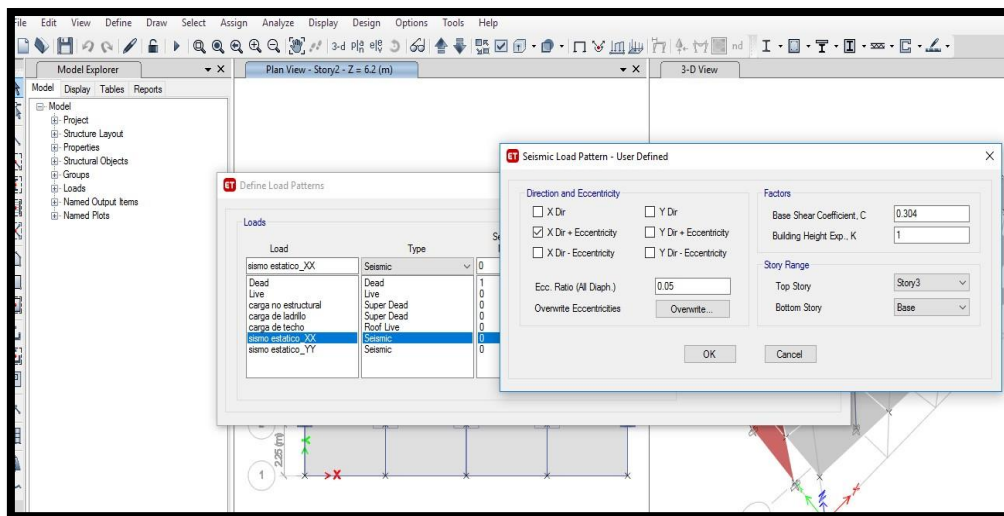 File Edit View Define Draw Select Assign Analyze Display Design Options Tools Help
3-d
nd
Model Explorer
Plan View - Story2 - Z = 6.2 (m)
3-D View
Model Display Tables Reports
Model
Project
Structure Layout
Properties
Structural Objects
Groups
Loads
Named Output Items
Named Plots
Define Load Patterns
Loads
Load Type
sismo estatico_XX Seismic 0
Dead Dead 1
Live Live 0
carga no estructural Super Dead 0
carga de ladrillo Super Dead 0
carga de techo Roof Live 0
sismo estatico_XX Seismic 0
sismo estatico_YY Seismic 0
ET Seismic Load Pattern - User Defined
Direction and Eccentricity
X Dir Y Dir
X Dir + Eccentricity Y Dir + Eccentricity
X Dir - Eccentricity Y Dir - Eccentricity
Ecc. Ratio (All Diaph.) 0.05
Overwrite Eccentricities Overwrite...
Factors
Base Shear Coefficient, C 0.304
Building Height Exp., K 1
Story Range
Top Story Story3
Bottom Story Base
OK Cancel
2.25 (m)
1
X